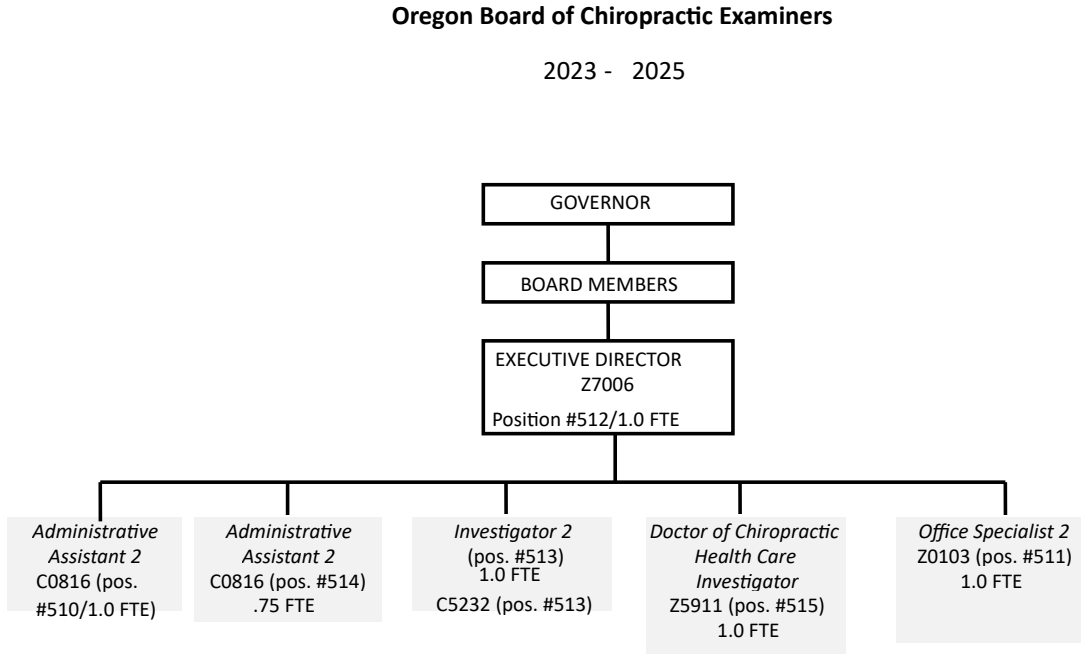 Oregon Board of Chiropractic Examiners
2023 - 2025
GOVERNOR
BOARD MEMBERS
EXECUTIVE DIRECTOR
Z7006
Position #512/1.0 FTE
Administrative
Assistant 2
C0816 (pos.
#510/1.0 FTE)
Administrative
Assistant 2
C0816 (pos. #514)
.75 FTE
Investigator 2
(pos. #513)
1.0 FTE
C5232 (pos. #513)
Doctor of Chiropractic
Health Care
Investigator
Z5911 (pos. #515)
1.0 FTE
Office Specialist 2
Z0103 (pos. #511)
1.0 FTE